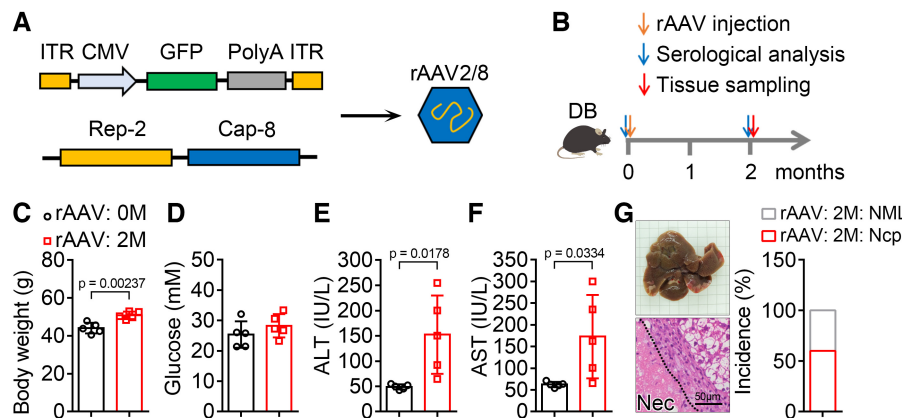 A
ITR CMV GFP PolyA ITR
Rep-2 Cap-8
rAAV2/8
B
rAAV injection
Serological analysis
Tissue sampling
DB
0 1 2 months
C
rAAV: 0M
rAAV: 2M
Body weight (g)
80
60
40
20
0
p = 0.00237
D
Glucose (mM)
50
40
30
20
10
0
E
ALT (IU/L)
300
250
200
150
100
50
0
p = 0.0178
F
AST (IU/L)
350
300
250
200
150
100
50
0
p = 0.0334
G
Nec
50μm
rAAV: 2M: NML
rAAV: 2M: Ncp
Incidence (%)
150
100
50
0